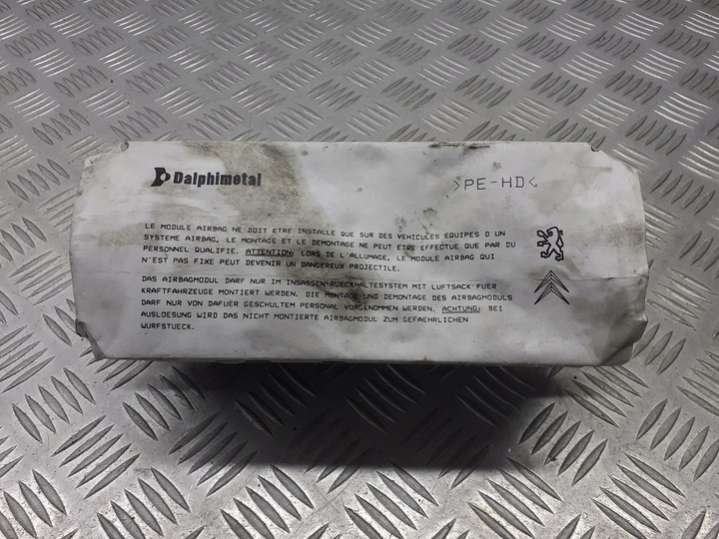 Dalphimetal
>PE-HD<
LE MODULE AIRBAG NE DOIT ETRE INSTALLE QUE SUR DES VEHICULES EQUIPES D UN
SYSTEME AIRBAG, LE MONTAGE ET LE DEMONTAGE NE PEUT ETRE EFFECTUE QUE PAR DU
PERSONNEL QUALIFIE. ATTENTION: LORS DE L'ALLUMAGE, LE MODULE AIRBAG QUI
N'EST PAS FIXE PEUT DEVENIR UN DANGEREUX PROJECTILE.
DAS AIRBAGMODUL DARF NUR IM INSASSEN-RUECKHALTESYSTEM MIT LUFTSACK FUER
KRAFTFAHRZEUGE MONTIERT WERDEN. DIE MONTAGE UND DEMONTAGE DES AIRBAGMODULS
DARF NUR VON DAFUER GESCHULTEM PERSONAL VORGENOMMEN WERDEN. ACHTUNG: BEI
AUSLOESUNG WIRD DAS NICHT MONTIERTE AIRBAGMODUL ZUM GEFAEHRLICHEN
WURFSTUECK.